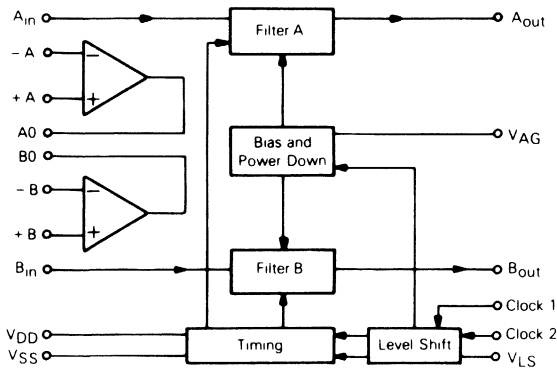 Ain
Filter A
Aout
- A
-
+ A
+
A0
Bias and
Power Down
VAG
B0
- B
-
+ B
+
Bin
Filter B
Bout
Clock 1
VDD
Timing
Level Shift
Clock 2
VSS
VLS